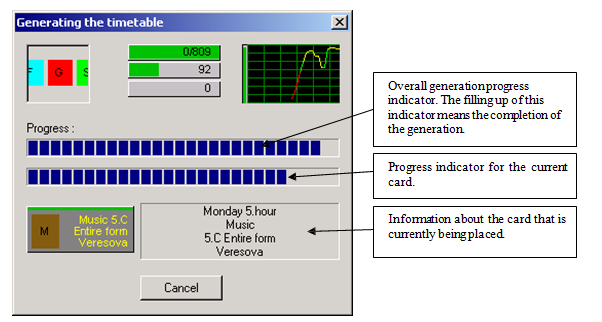 Generating the timetable
F G S
0/809
92
0
Progress :
Music 5.C
M Entire form
Veresova
Monday 5.hour
Music
5.C Entire form
Veresova
Cancel
Overall generation progress
indicator. The filling up of this
indicator means the completion of
the generation.
Progress indicator for the current
card.
Information about the card that is
currently being placed.